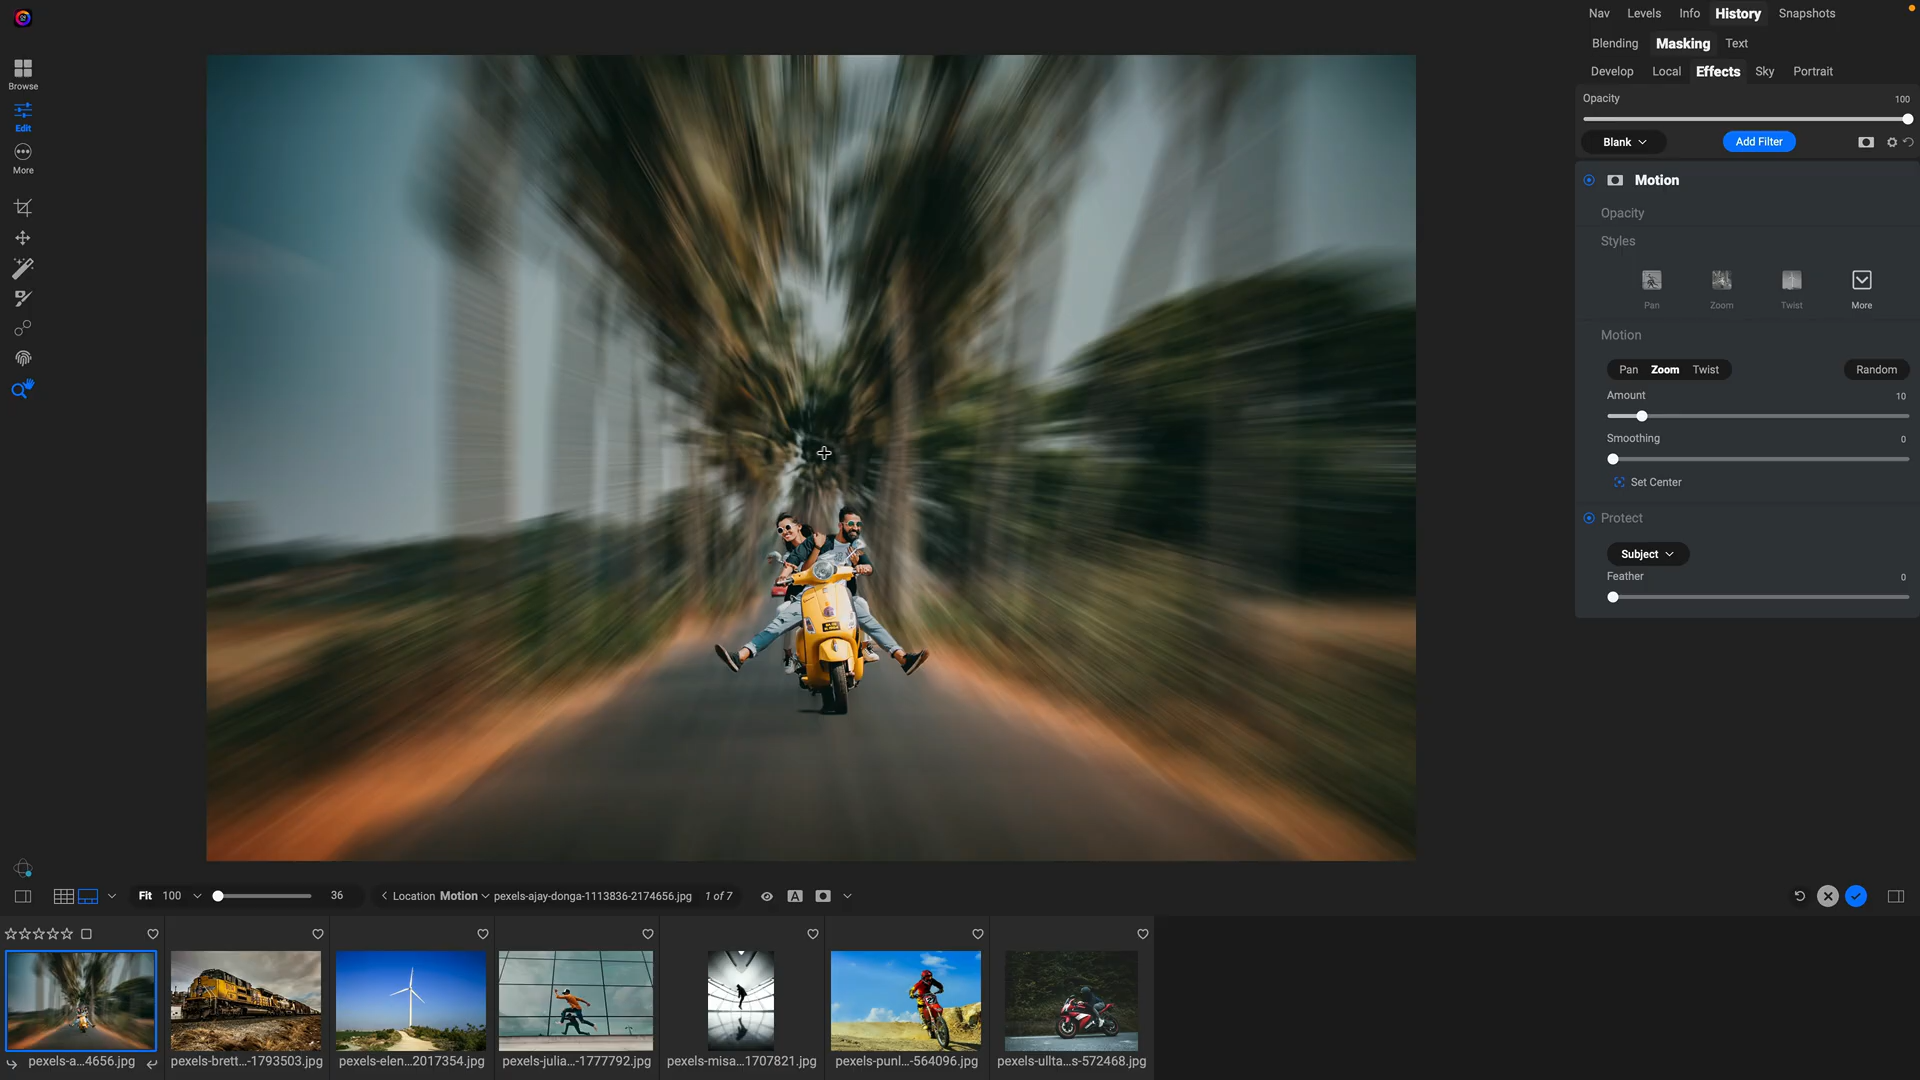 Nav Levels Info History Snapshots
Blending Masking Text
Develop Local Effects Sky Portrait
Opacity 100
Blank Add Filter
Motion
Opacity
Styles
Pan Zoom Twist More
Motion
Pan Zoom Twist Random
Amount 10
Smoothing 0
Set Center
Protect
Subject
Feather 0
Browse
Edit
More
Fit 100 36 Location Motion pexels-ajay-donga-1113836-2174656.jpg 1 of 7 A
pexels-a...4656.jpg pexels-brett...-1793503.jpg pexels-elen...2017354.jpg pexels-julia...-1777792.jpg pexels-misa...1707821.jpg pexels-punl...-564096.jpg pexels-ullta...s-572468.jpg